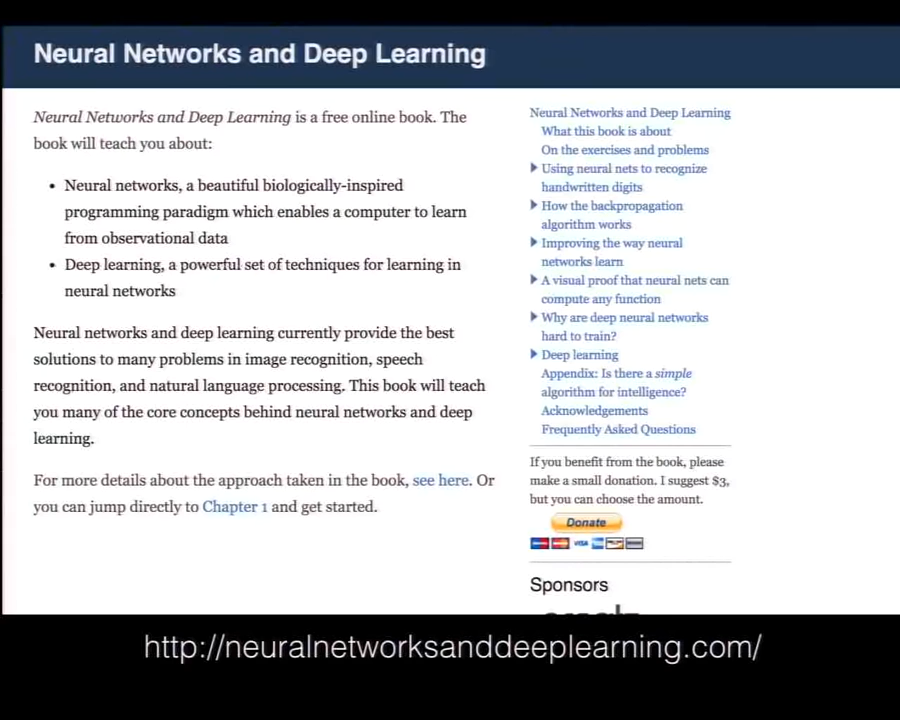 Neural Networks and Deep Learning
Neural Networks and Deep Learning is a free online book. The
book will teach you about:
• Neural networks, a beautiful biologically-inspired
programming paradigm which enables a computer to learn
from observational data
• Deep learning, a powerful set of techniques for learning in
neural networks
Neural networks and deep learning currently provide the best
solutions to many problems in image recognition, speech
recognition, and natural language processing. This book will teach
you many of the core concepts behind neural networks and deep
learning.
For more details about the approach taken in the book, see here. Or
you can jump directly to Chapter 1 and get started.
Neural Networks and Deep Learning
What this book is about
On the exercises and problems
Using neural nets to recognize
handwritten digits
How the backpropagation
algorithm works
Improving the way neural
networks learn
A visual proof that neural nets can
compute any function
Why are deep neural networks
hard to train?
Deep learning
Appendix: Is there a simple
algorithm for intelligence?
Acknowledgements
Frequently Asked Questions
If you benefit from the book, please
make a small donation. I suggest $3,
but you can choose the amount.
Donate
VISA
Sponsors
http://neuralnetworksanddeeplearning.com/